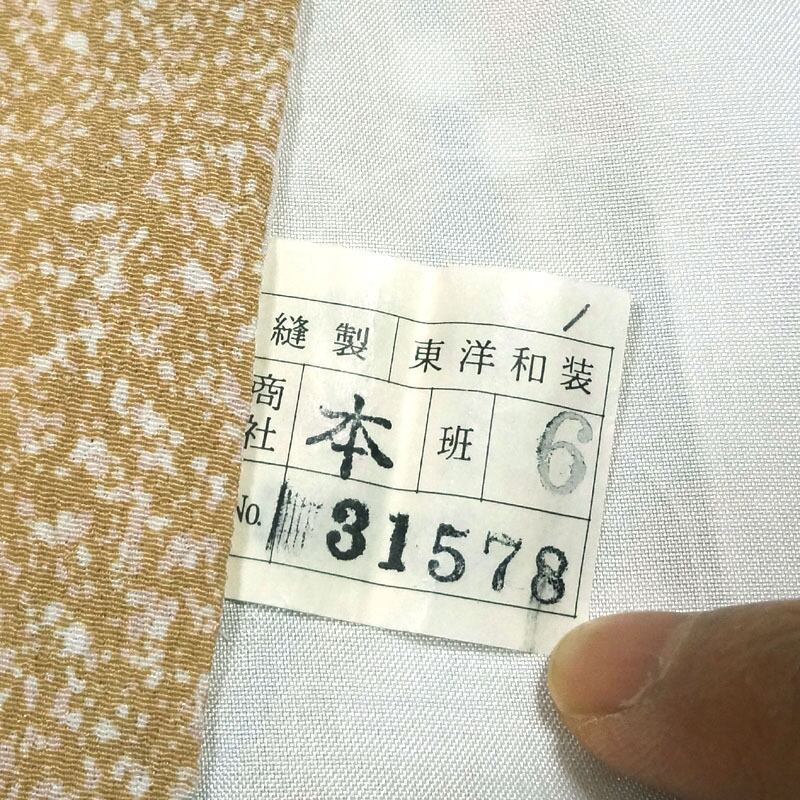 縫製 東洋和装
商社 本 班 6
No. 31578